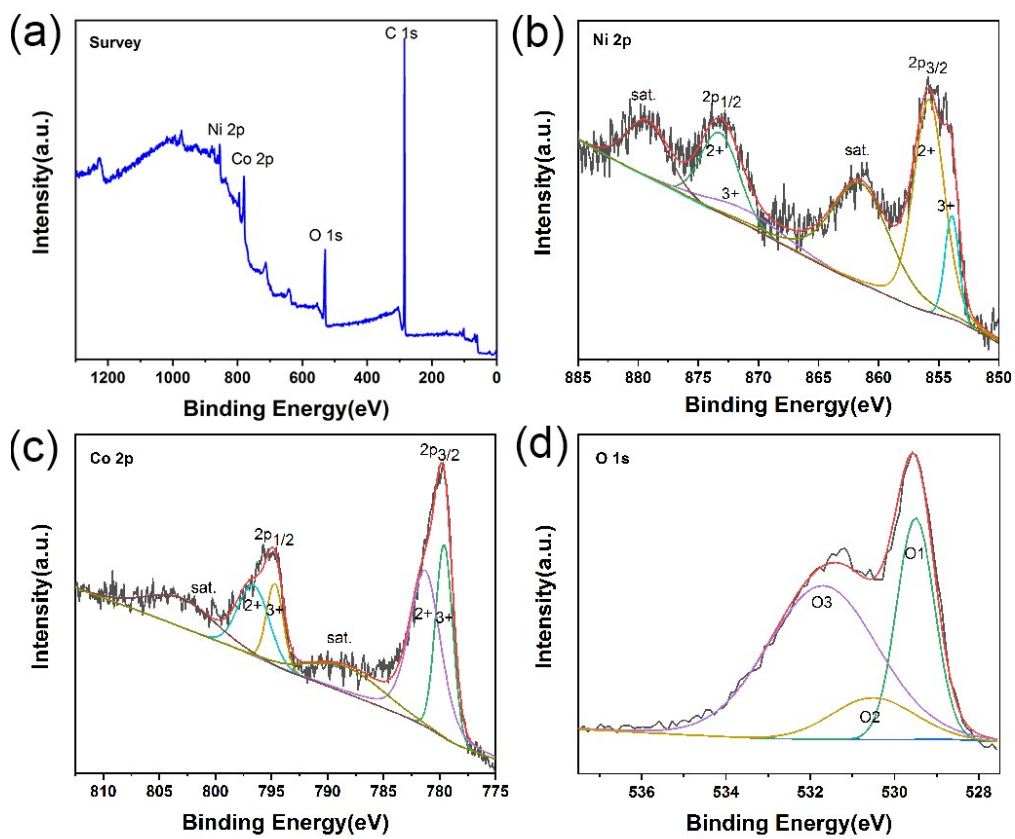 (a)
Survey
C 1s
Ni 2p
Co 2p
O 1s
Intensity(a.u.)
1200 1000 800 600 400 200 0
Binding Energy(eV)
(b)
Ni 2p
2p3/2
sat.
2p1/2
2+
sat.
2+
3+
3+
Intensity(a.u.)
885 880 875 870 865 860 855 850
Binding Energy(eV)
(c)
Co 2p
2p3/2
2p1/2
sat.
2+
3+
sat.
2+
3+
Intensity(a.u.)
810 805 800 795 790 785 780 775
Binding Energy(eV)
(d)
O 1s
O1
O3
O2
Intensity(a.u.)
536 534 532 530 528
Binding Energy(eV)